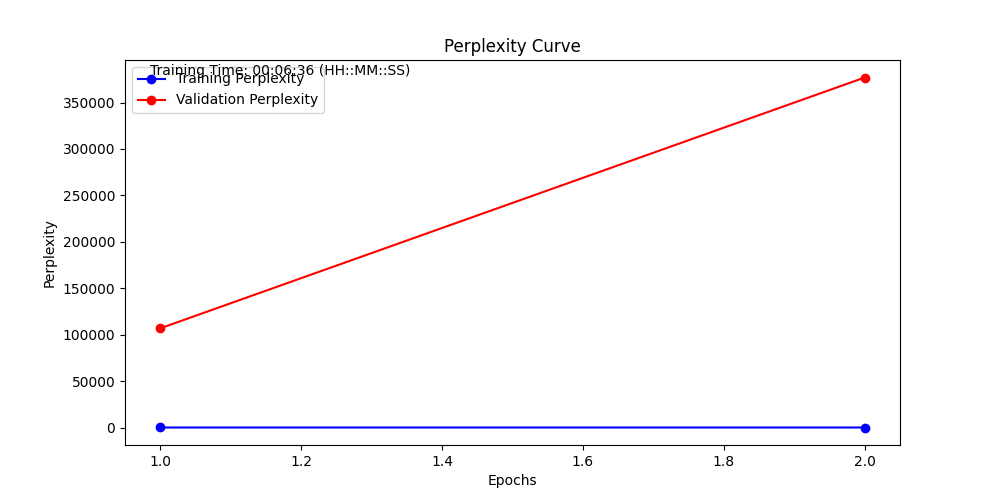 Perplexity Curve
Training Time: 00:06:36 (HH::MM::SS)
Training Perplexity
Validation Perplexity
350000
300000
250000
200000
150000
100000
50000
0
Perplexity
1.0 1.2 1.4 1.6 1.8 2.0
Epochs